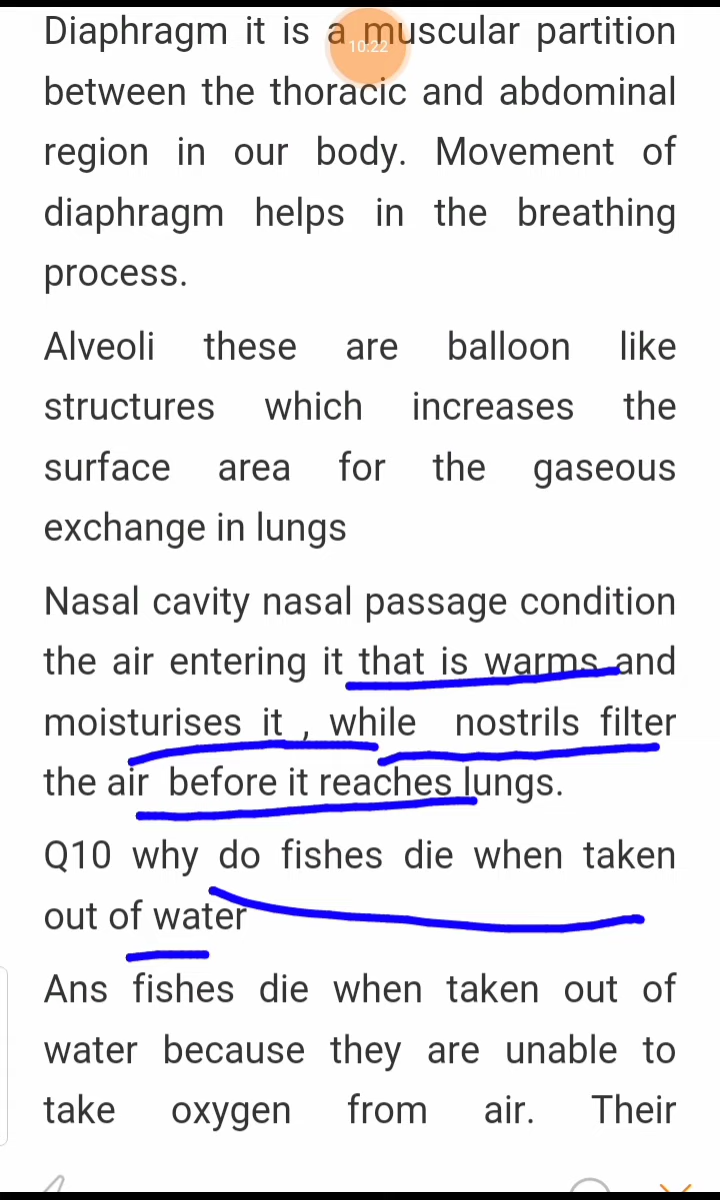 Diaphragm it is a muscular partition
10:22
between the thoracic and abdominal
region in our body. Movement of
diaphragm helps in the breathing
process.
Alveoli these are balloon like
structures which increases the
surface area for the gaseous
exchange in lungs
Nasal cavity nasal passage condition
the air entering it that is warms and
moisturises it , while nostrils filter
the air before it reaches lungs.
Q10 why do fishes die when taken
out of water
Ans fishes die when taken out of
water because they are unable to
take oxygen from air. Their